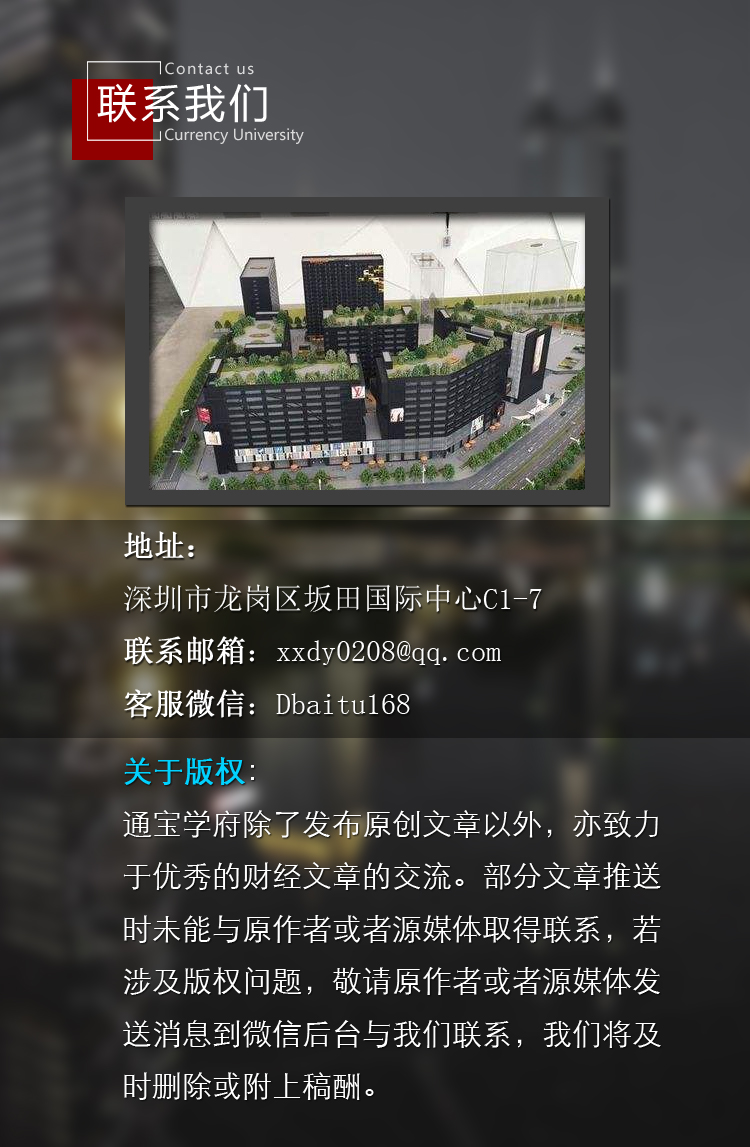 Contact us
联系我们
Currency University
地址：
深圳市龙岗区坂田国际中心C1-7
联系邮箱：xxdy0208@qq.com
客服微信：Dbaitu168
关于版权：
通宝学府除了发布原创文章以外，亦致力
于优秀的财经文章的交流。部分文章推送
时未能与原作者或者源媒体取得联系，若
涉及版权问题，敬请原作者或者源媒体发
送消息到微信后台与我们联系，我们将及
时删除或附上稿酬。